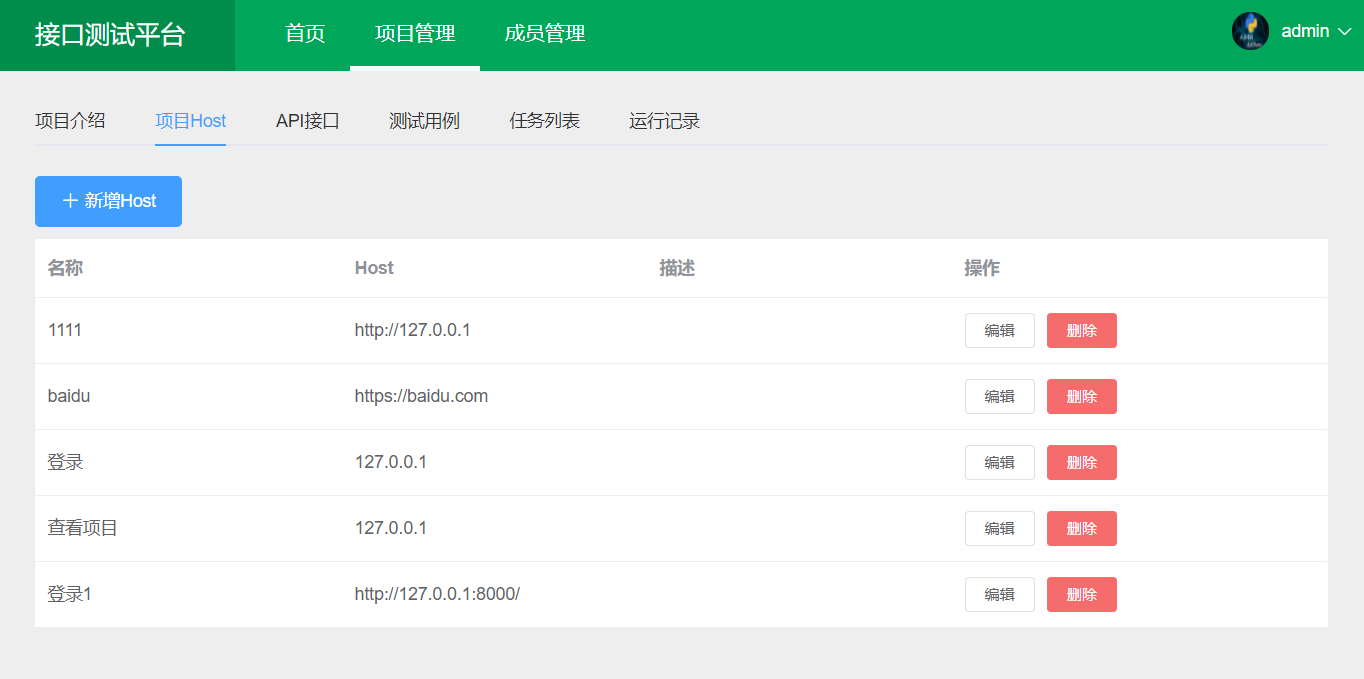 接口测试平台 首页 项目管理 成员管理 admin
项目介绍 项目Host API接口 测试用例 任务列表 运行记录
新增Host
名称 Host 描述 操作
1111 http://127.0.0.1 编辑 删除
baidu https://baidu.com 编辑 删除
登录 127.0.0.1 编辑 删除
查看项目 127.0.0.1 编辑 删除
登录1 http://127.0.0.1:8000/ 编辑 删除